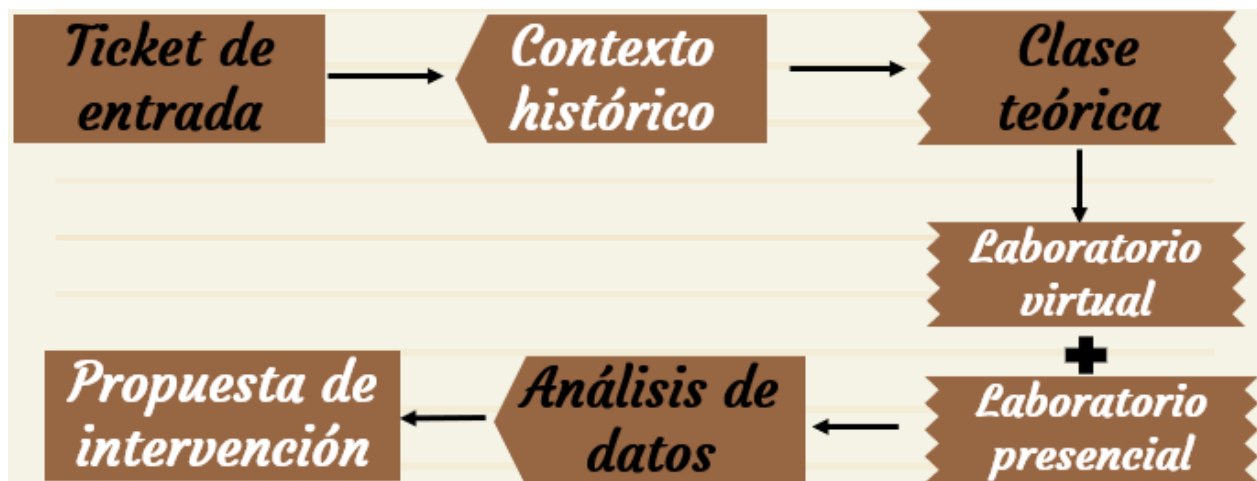 Ticket de
entrada
Contexto
histórico
Clase
teórica
Laboratorio
virtual
Laboratorio
presencial
Análisis de
datos
Propuesta de
intervención